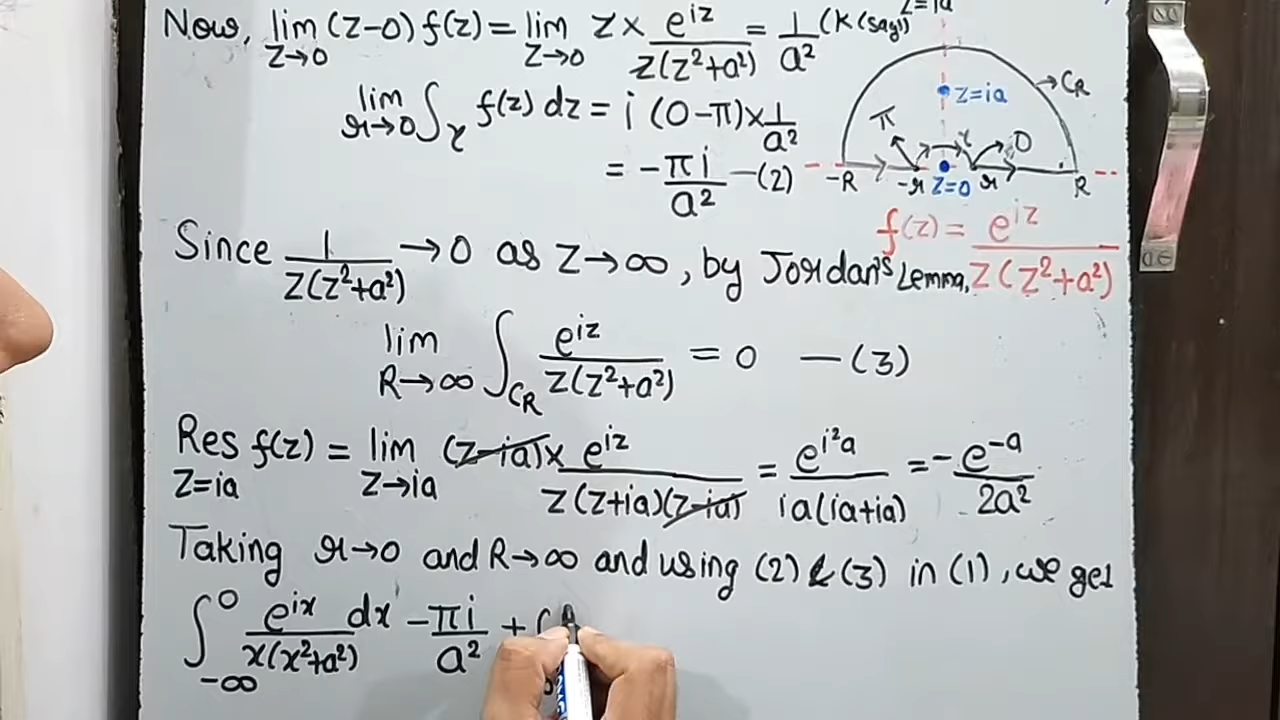 Now, lim (z-0) f(z) = lim z × e^{iz} / z(z²+a²) = 1/a² (K(say))
z→0 z→0
lim ∫_γ f(z) dz = i (0-π) × 1/a²
r→0
= -πi/a² —(2)
z=ia
C_R
π
γ
0
-R
-r
z=0
r
R
f(z) = e^{iz} / z(z²+a²)
Since 1/z(z²+a²) → 0 as z→∞, by Jordan's Lemma,
lim ∫_{C_R} e^{iz} / z(z²+a²) = 0 —(3)
R→∞
Res f(z) = lim (z-ia) × e^{iz} / z(z+ia)(z-ia) = e^{i²a} / ia(ia+ia) = -e^{-a} / 2a²
z=ia z→ia
Taking r→0 and R→∞ and using (2) & (3) in (1), we get
∫_{-∞}^{0} e^{ix} / x(x²+a²) dx - πi/a² +